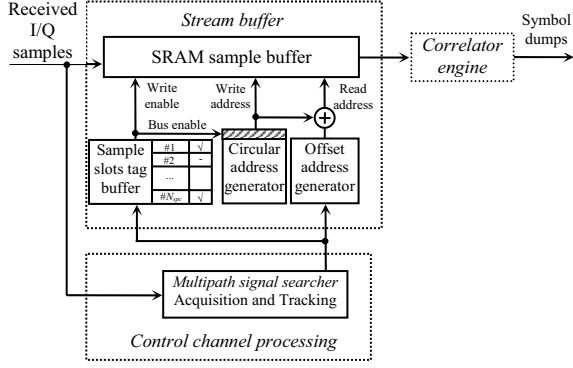 Received
I/Q
samples
Stream buffer
SRAM sample buffer
Correlator
engine
Symbol
dumps
Write
enable
Write
address
Read
address
Bus enable
Sample
slots tag
buffer
#1 √
#2 -
...
#Nspc √
Circular
address
generator
Offset
address
generator
Multipath signal searcher
Acquisition and Tracking
Control channel processing